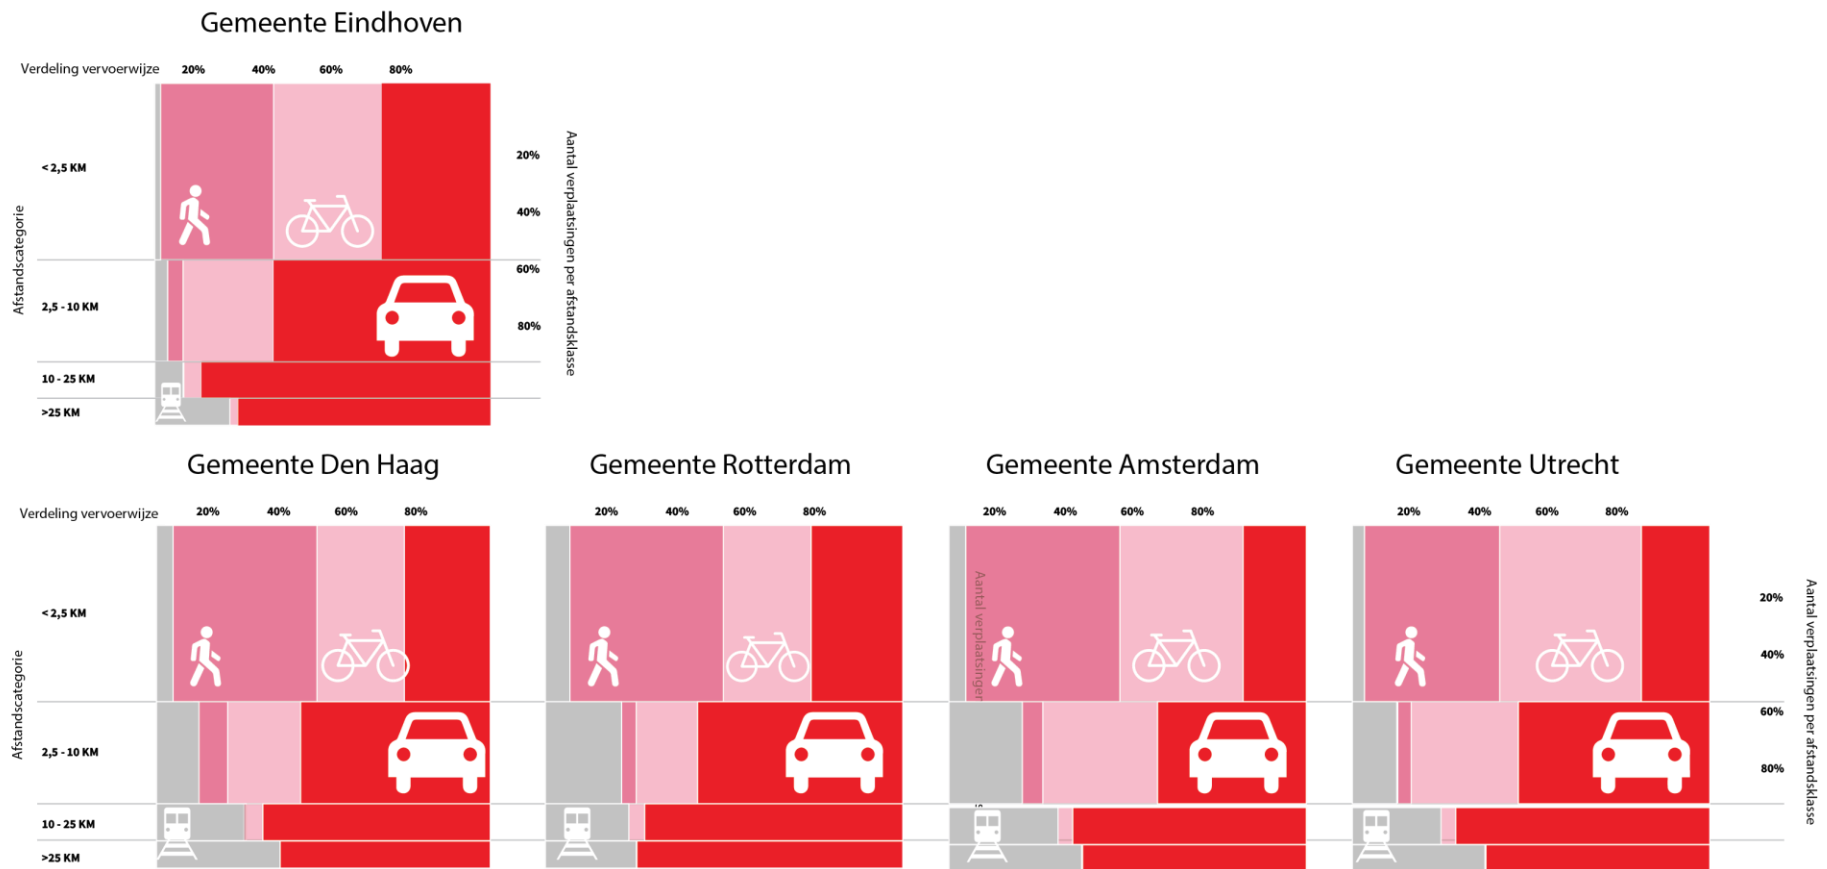 Gemeente Eindhoven
Verdeling vervoerwijze 20% 40% 60% 80%
Afstandscategorie
< 2,5 KM
2,5 - 10 KM
10 - 25 KM
>25 KM
20%
40%
60%
80%
Aantal verplaatsingen per afstandsklasse
Gemeente Den Haag
Gemeente Rotterdam
Gemeente Amsterdam
Gemeente Utrecht
Verdeling vervoerwijze 20% 40% 60% 80%
20% 40% 60% 80%
20% 40% 60% 80%
20% 40% 60% 80%
Afstandscategorie
< 2,5 KM
2,5 - 10 KM
10 - 25 KM
>25 KM
Aantal verplaatsingen
20%
40%
60%
80%
Aantal verplaatsingen per afstandsklasse